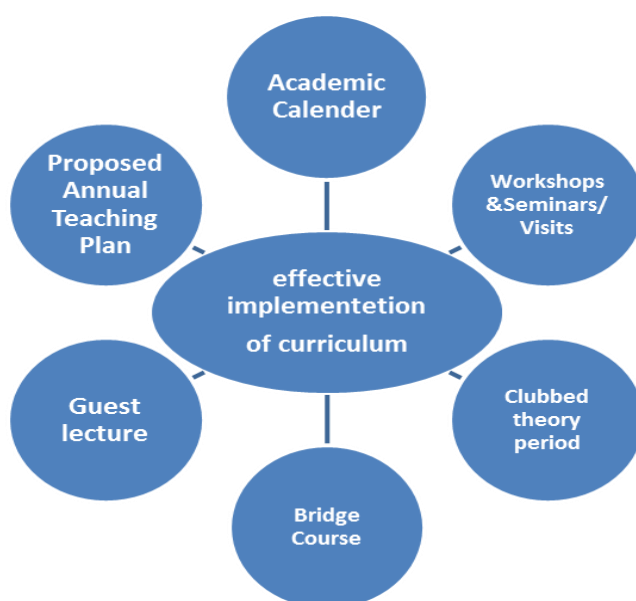 Academic
Calender
Proposed
Annual
Teaching
Plan
Workshops
&Seminars/
Visits
effective
implementetion
of curriculum
Guest
lecture
Clubbed
theory
period
Bridge
Course